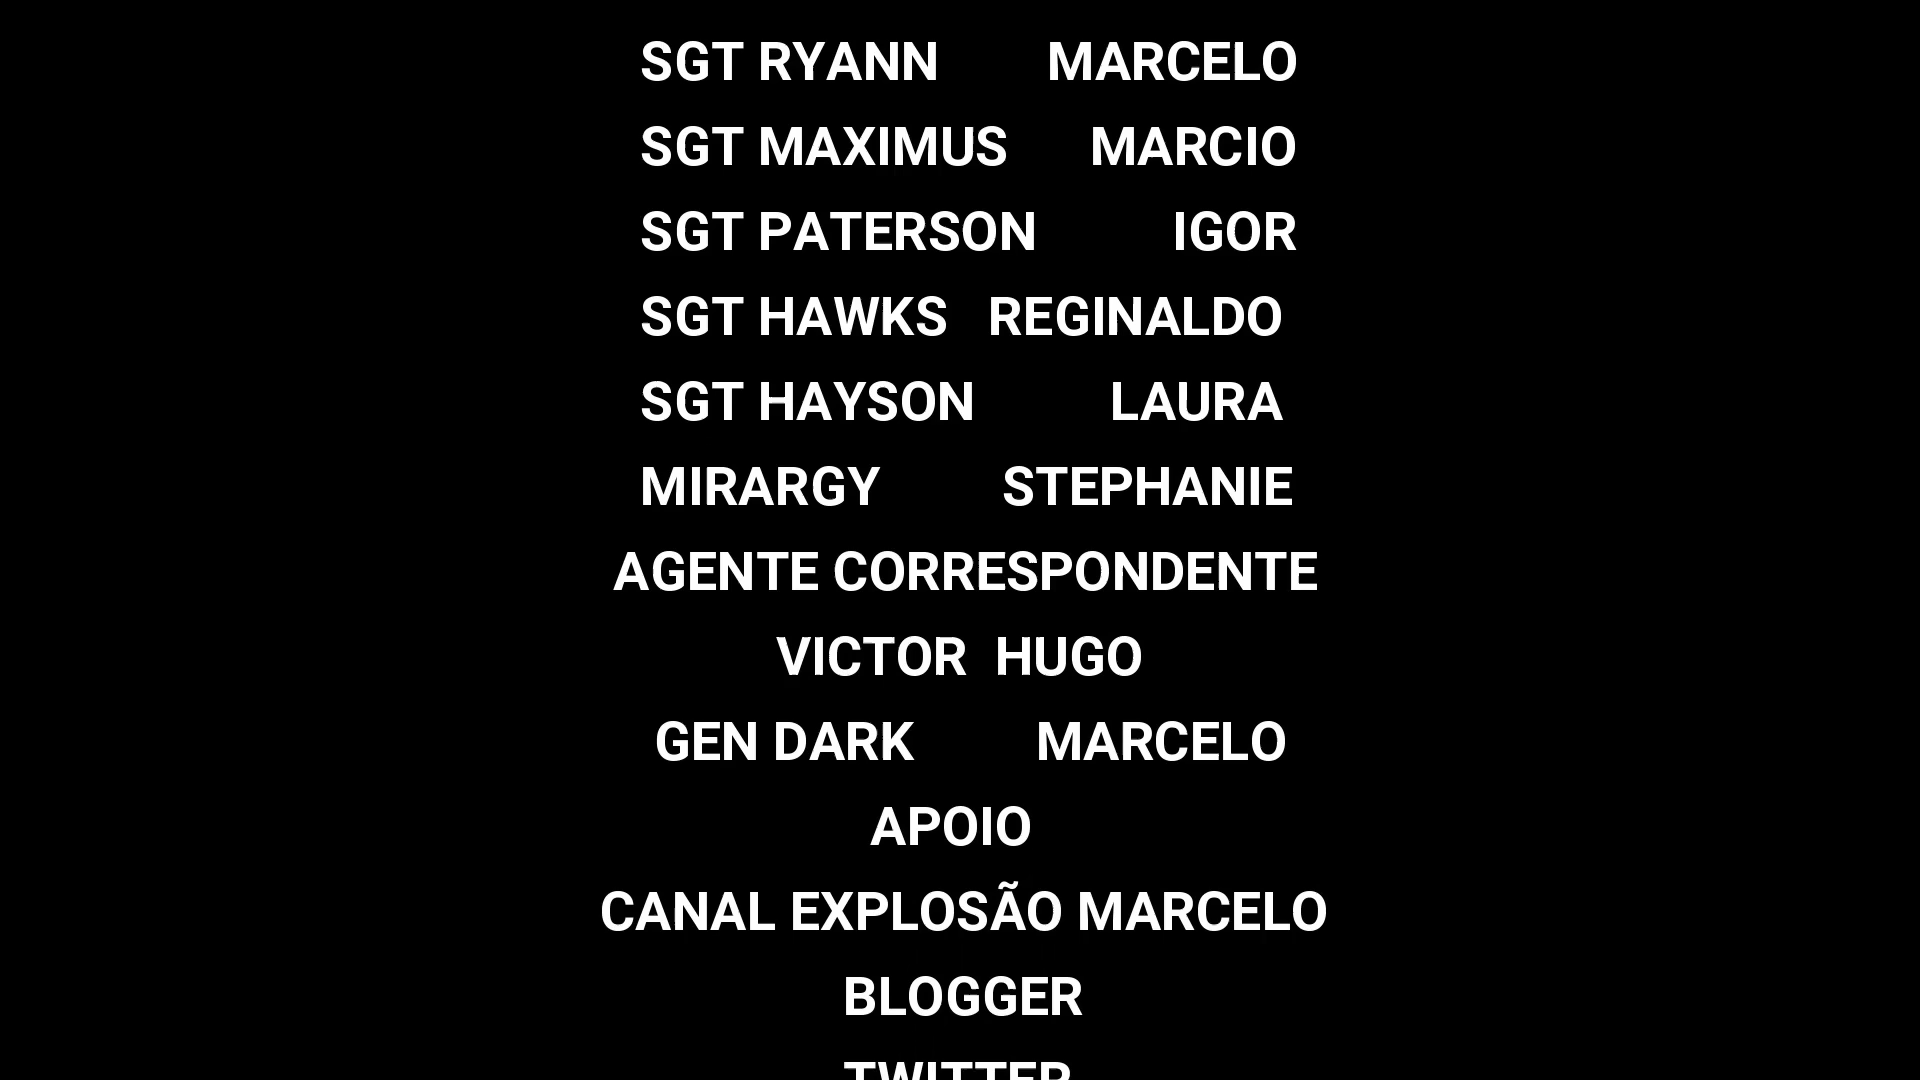 SGT RYANN MARCELO
SGT MAXIMUS MARCIO
SGT PATERSON IGOR
SGT HAWKS REGINALDO
SGT HAYSON LAURA
MIRARGY STEPHANIE
AGENTE CORRESPONDENTE
VICTOR HUGO
GEN DARK MARCELO
APOIO
CANAL EXPLOSÃO MARCELO
BLOGGER
TWITTER